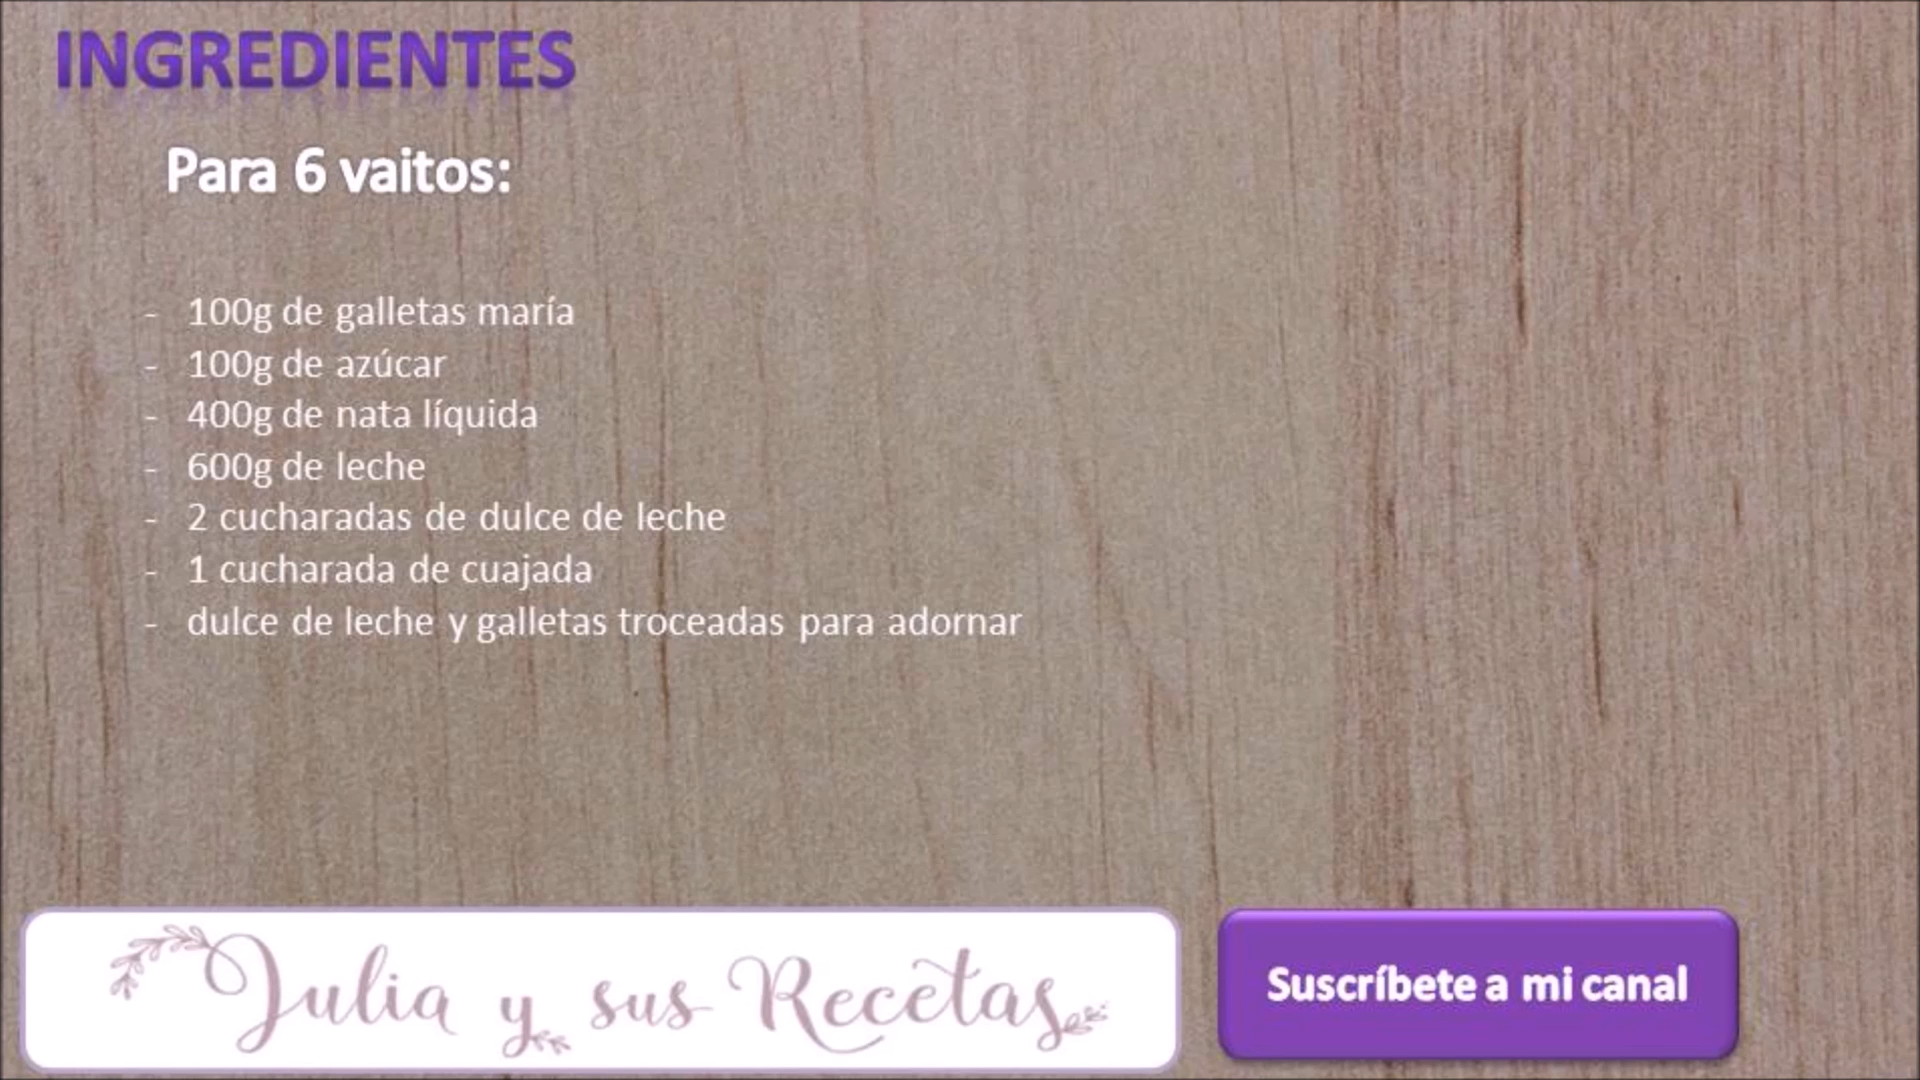 INGREDIENTES
Para 6 vaitos:
- 100g de galletas maría
- 100g de azúcar
- 400g de nata líquida
- 600g de leche
- 2 cucharadas de dulce de leche
- 1 cucharada de cuajada
- dulce de leche y galletas troceadas para adornar
Julia y sus Recetas
Suscríbete a mi canal